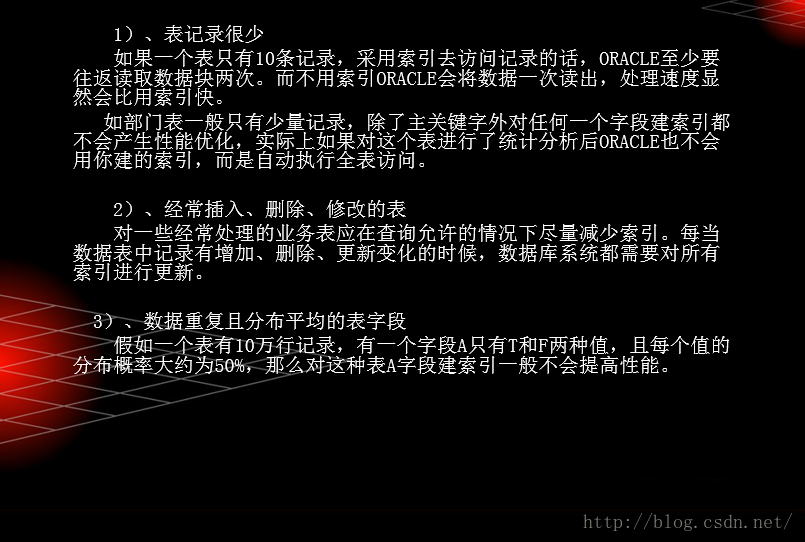 1）、表记录很少
如果一个表只有10条记录，采用索引去访问记录的话，ORACLE至少要
往返读取数据块两次。而不用索引ORACLE会将数据一次读出，处理速度显
然会比用索引快。
如部门表一般只有少量记录，除了主关键字外对任何一个字段建索引都
不会产生性能优化，实际上如果对这个表进行了统计分析后ORACLE也不会
用你建的索引，而是自动执行全表访问。
2）、经常插入、删除、修改的表
对一些经常处理的业务表应在查询允许的情况下尽量减少索引。每当
数据表中记录有增加、删除、更新变化的时候，数据库系统都需要对所有
索引进行更新。
3）、数据重复且分布平均的表字段
假如一个表有10万行记录，有一个字段A只有T和F两种值，且每个值的
分布概率大约为50%，那么对这种表A字段建索引一般不会提高性能。
http://blog.csdn.net/